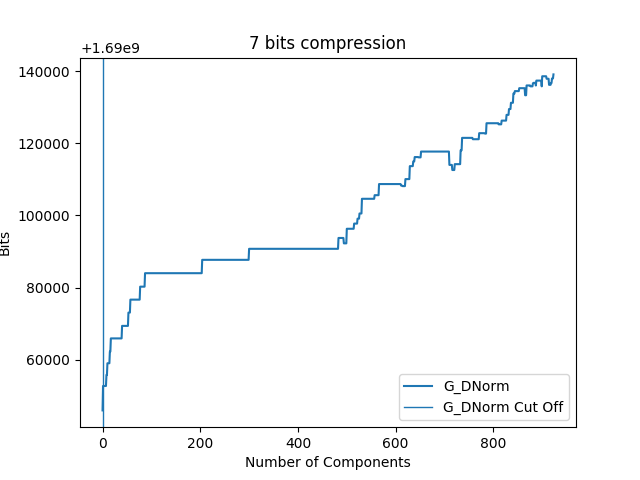 7 bits compression
+1.69e9
140000
120000
100000
80000
60000
Bits
0 200 400 600 800
Number of Components
G_DNorm
G_DNorm Cut Off